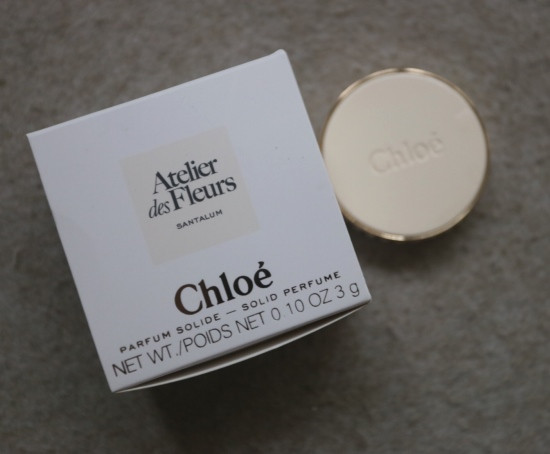 Atelier
des Fleurs
SANTALUM
Chloé
PARFUM SOLIDE — SOLID PERFUME
NET WT./POIDS NET 0.10 OZ 3 g
Chloé